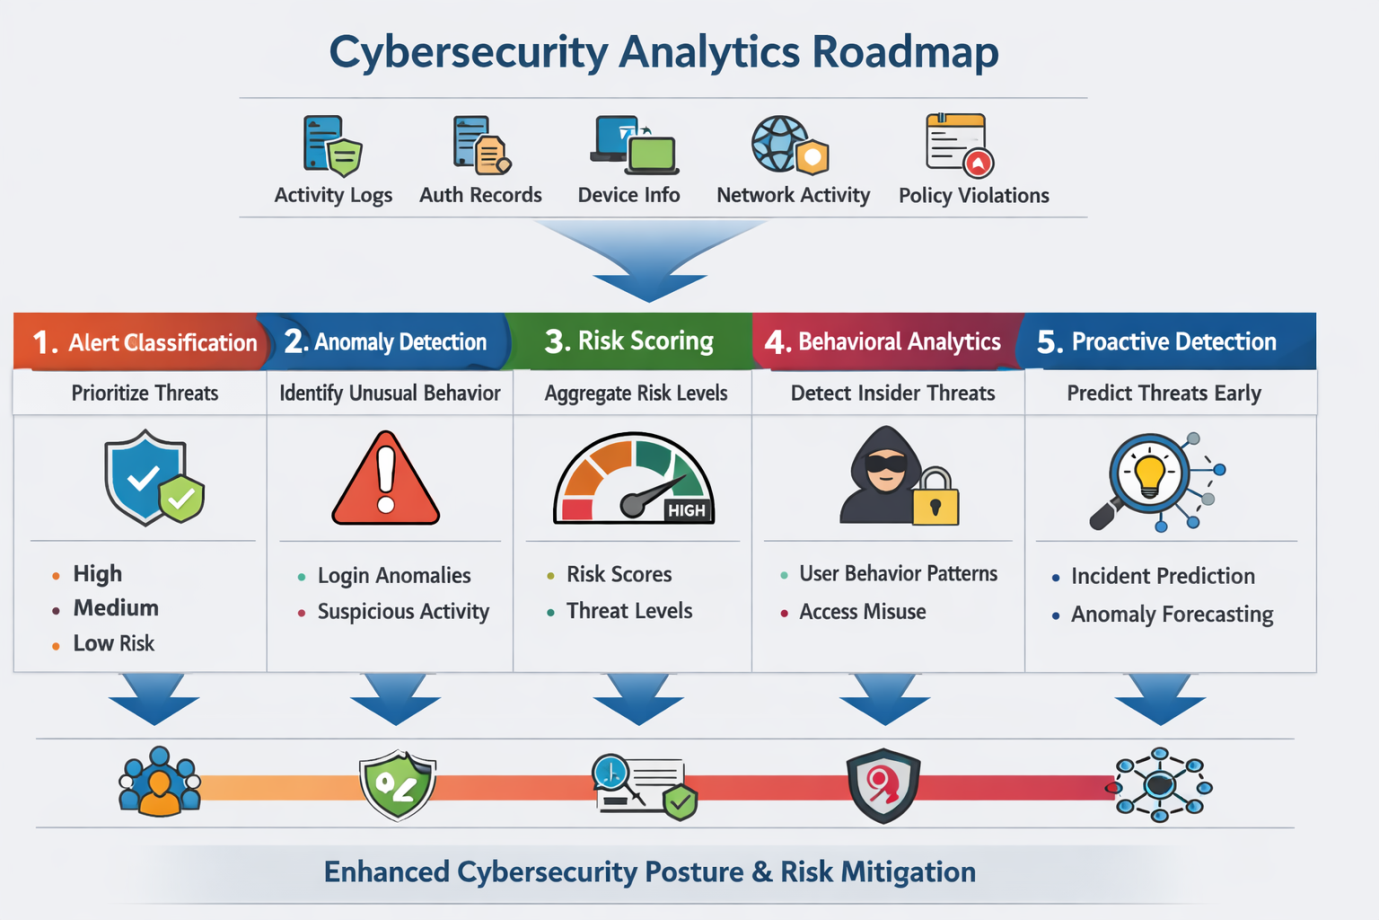 Cybersecurity Analytics Roadmap
Activity Logs
Auth Records
Device Info
Network Activity
Policy Violations
1. Alert Classification
2. Anomaly Detection
3. Risk Scoring
4. Behavioral Analytics
5. Proactive Detection
Prioritize Threats
Identify Unusual Behavior
Aggregate Risk Levels
Detect Insider Threats
Predict Threats Early
HIGH
• High
• Medium
• Low Risk
• Login Anomalies
• Suspicious Activity
• Risk Scores
• Threat Levels
• User Behavior Patterns
• Access Misuse
• Incident Prediction
• Anomaly Forecasting
Enhanced Cybersecurity Posture & Risk Mitigation